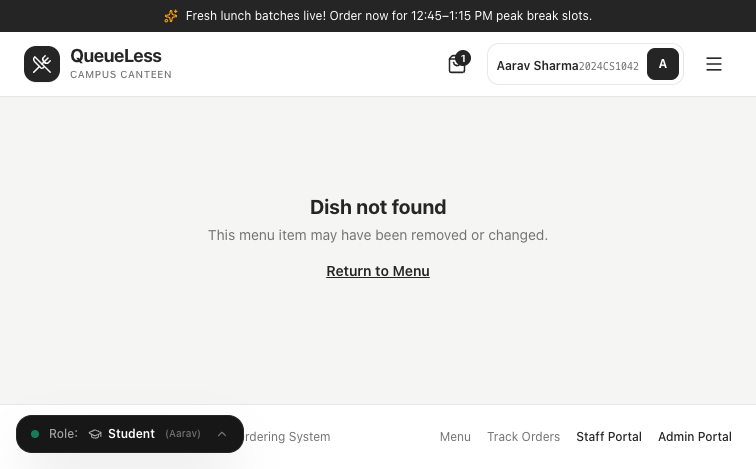 Fresh lunch batches live! Order now for 12:45–1:15 PM peak break slots.
QueueLess
CAMPUS CANTEEN
1
Aarav Sharma 2024CS1042 A
Dish not found
This menu item may have been removed or changed.
Return to Menu
Role: Student (Aarav)
rdering System
Menu Track Orders Staff Portal Admin Portal